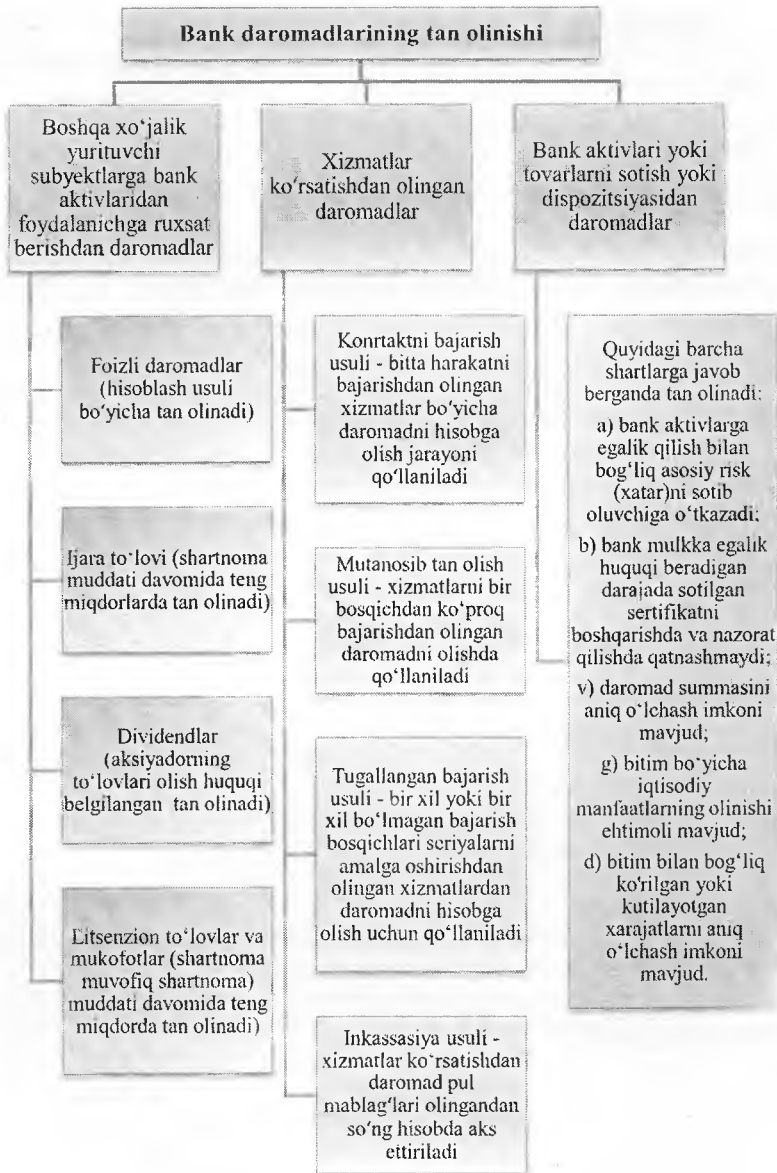 Bank daromadlarining tan olinishi
Boshqa xo‘jalik
yurituvchi
subyektlarga bank
aktivlaridan
foydalanichga ruxsat
berishdan daromadlar
Foizli daromadlar
(hisoblash usuli
bo‘yicha tan olinadi)
Ijara to‘lovi (shartnoma
muddati davomida teng
miqdorlarda tan olinadi)
Dividendlar
(aksiyadorning
to‘lovlari olish huquqi
belgilangan tan olinadi)
Litsenzion to‘lovlar va
mukofotlar (shartnoma
muvofiq shartnoma)
muddati davomida teng
miqdorda tan olinadi)
Xizmatlar
ko‘rsatishdan olingan
daromadlar
Konrtaktni bajarish
usuli - bitta harakatni
bajarishdan olingan
xizmatlar bo‘yicha
daromadni hisobga
olish jarayoni
qo‘llaniladi
Mutanosib tan olish
usuli - xizmatlarni bir
bosqichdan ko‘proq
bajarishdan olingan
daromadni olishda
qo‘llaniladi
Tugallangan bajarish
usuli - bir xil yoki bir
xil bo‘lmagan bajarish
bosqichlari seriyalarni
amalga oshirishdan
olingan xizmatlardan
daromadni hisobga
olish uchun qo‘llaniladi
Inkassasiya usuli -
xizmatlar ko‘rsatishdan
daromad pul
mablag‘lari olingandan
so‘ng hisobda aks
ettiriladi
Bank aktivlari yoki
tovarlarni sotish yoki
dispozitsiyasidan
daromadlar
Quyidagi barcha
shartlarga javob
berganda tan olinadi:
a) bank aktivlarga
egalik qilish bilan
bog‘liq asosiy risk
(xatar)ni sotib
oluvchiga o‘tkazadi;
b) bank mulkka egalik
huquqi beradigan
darajada sotilgan
sertifikatni
boshqarishda va nazorat
qilishda qatnashmaydi;
v) daromad summasini
aniq o‘lchash imkoni
mavjud;
g) bitim bo‘yicha
iqtisodiy
manfaatlarning olinishi
ehtimoli mavjud;
d) bitim bilan bog‘liq
ko‘rilgan yoki
kutilayotgan
xarajatlarni aniq
o‘lchash imkoni
mavjud.